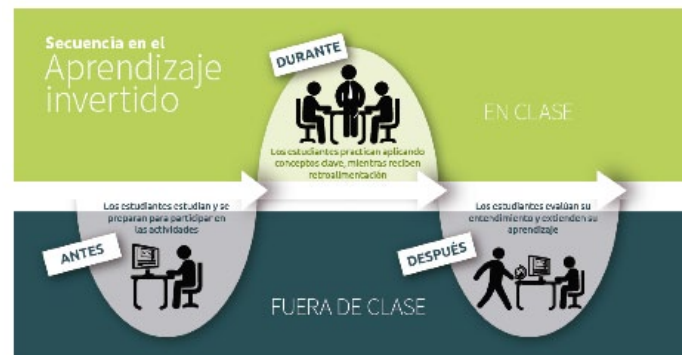 Secuencia en el
Aprendizaje
invertido
DURANTE
EN CLASE
Los estudiantes practican aplicando
conceptos clave, mientras reciben
retroalimentación
Los estudiantes estudian y se
preparan para participar en
las actividades
ANTES
Los estudiantes evalúan su
entendimiento y extienden su
aprendizaje
DESPUÉS
FUERA DE CLASE